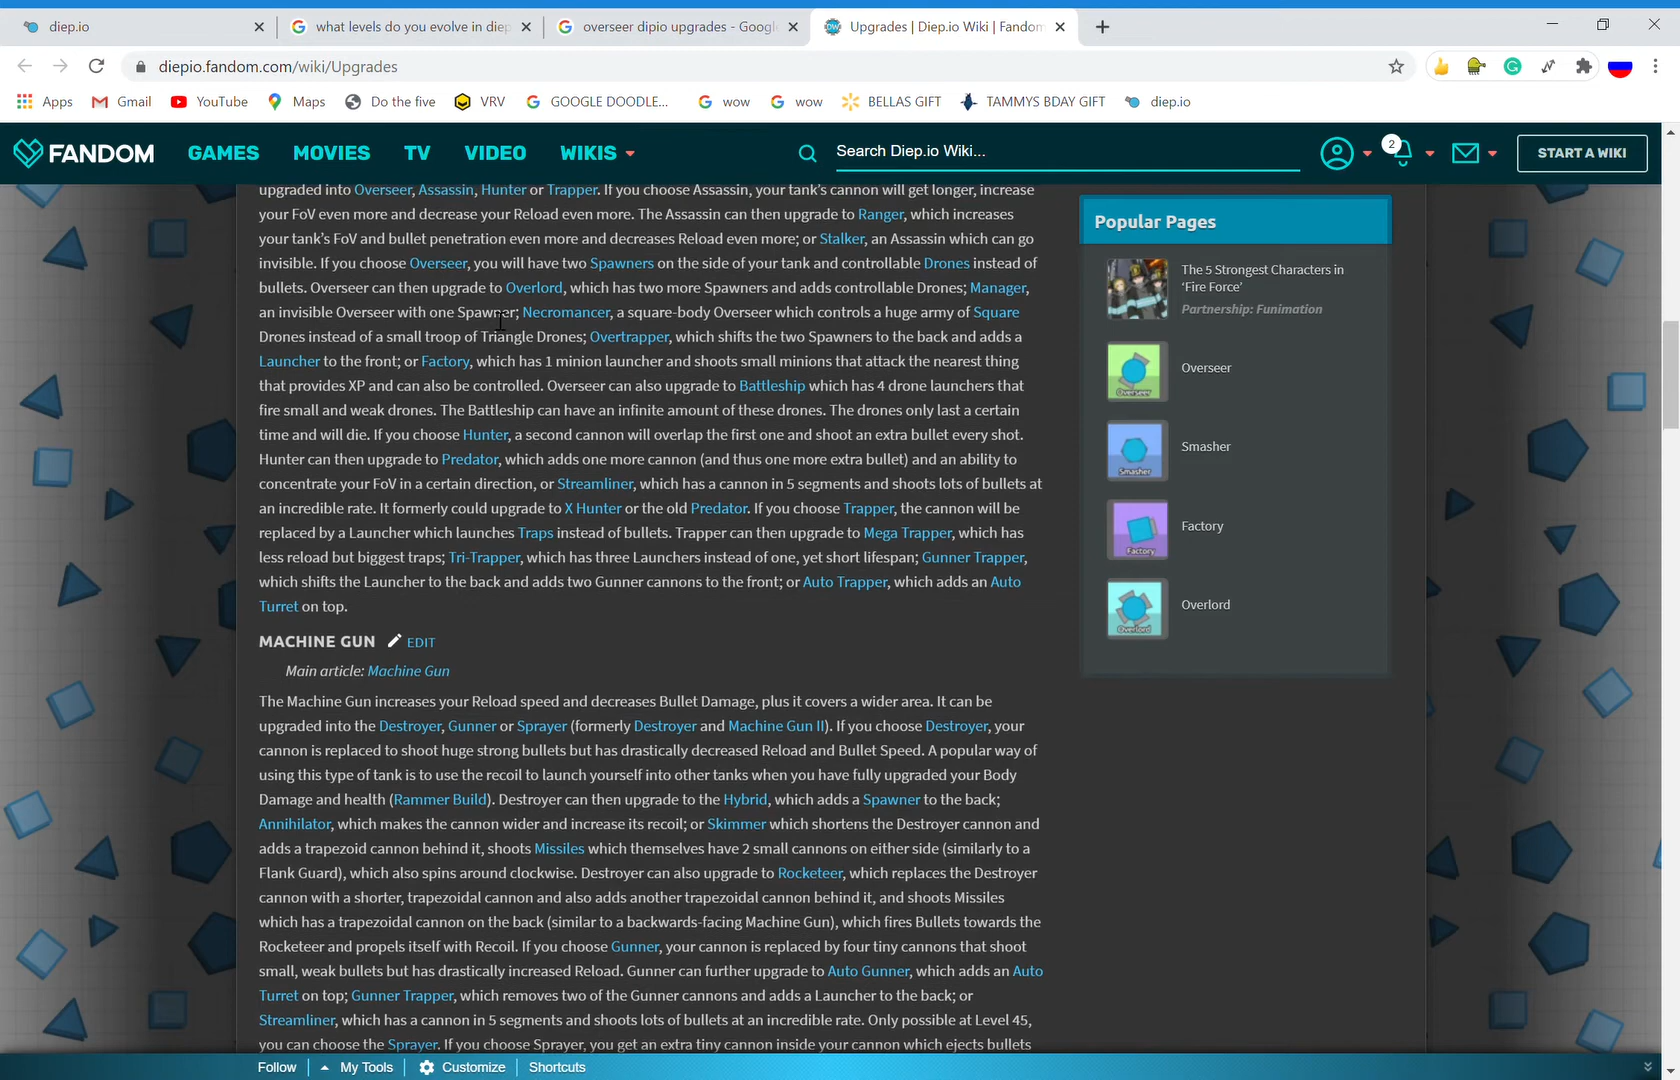 diep.io
what levels do you evolve in diep
overseer dipio upgrades - Googl
Upgrades | Diep.io Wiki | Fandom
diepio.fandom.com/wiki/Upgrades
Apps
Gmail
YouTube
Maps
Do the five
VRV
GOOGLE DOODLE...
wow
wow
BELLAS GIFT
TAMMYS BDAY GIFT
diep.io
FANDOM
GAMES
MOVIES
TV
VIDEO
WIKIS
Search Diep.io Wiki...
2
START A WIKI
upgraded into Overseer, Assassin, Hunter or Trapper. If you choose Assassin, your tank's cannon will get longer, increase
your FoV even more and decrease your Reload even more. The Assassin can then upgrade to Ranger, which increases
your tank's FoV and bullet penetration even more and decreases Reload even more; or Stalker, an Assassin which can go
invisible. If you choose Overseer, you will have two Spawners on the side of your tank and controllable Drones instead of
bullets. Overseer can then upgrade to Overlord, which has two more Spawners and adds controllable Drones; Manager,
an invisible Overseer with one Spawner; Necromancer, a square-body Overseer which controls a huge army of Square
Drones instead of a small troop of Triangle Drones; Overtrapper, which shifts the two Spawners to the back and adds a
Launcher to the front; or Factory, which has 1 minion launcher and shoots small minions that attack the nearest thing
that provides XP and can also be controlled. Overseer can also upgrade to Battleship which has 4 drone launchers that
fire small and weak drones. The Battleship can have an infinite amount of these drones. The drones only last a certain
time and will die. If you choose Hunter, a second cannon will overlap the first one and shoot an extra bullet every shot.
Hunter can then upgrade to Predator, which adds one more cannon (and thus one more extra bullet) and an ability to
concentrate your FoV in a certain direction, or Streamliner, which has a cannon in 5 segments and shoots lots of bullets at
an incredible rate. It formerly could upgrade to X Hunter or the old Predator. If you choose Trapper, the cannon will be
replaced by a Launcher which launches Traps instead of bullets. Trapper can then upgrade to Mega Trapper, which has
less reload but biggest traps; Tri-Trapper, which has three Launchers instead of one, yet short lifespan; Gunner Trapper,
which shifts the Launcher to the back and adds two Gunner cannons to the front; or Auto Trapper, which adds an Auto
Turret on top.
MACHINE GUN EDIT
Main article: Machine Gun
The Machine Gun increases your Reload speed and decreases Bullet Damage, plus it covers a wider area. It can be
upgraded into the Destroyer, Gunner or Sprayer (formerly Destroyer and Machine Gun II). If you choose Destroyer, your
cannon is replaced to shoot huge strong bullets but has drastically decreased Reload and Bullet Speed. A popular way of
using this type of tank is to use the recoil to launch yourself into other tanks when you have fully upgraded your Body
Damage and health (Rammer Build). Destroyer can then upgrade to the Hybrid, which adds a Spawner to the back;
Annihilator, which makes the cannon wider and increase its recoil; or Skimmer which shortens the Destroyer cannon and
adds a trapezoid cannon behind it, shoots Missiles which themselves have 2 small cannons on either side (similarly to a
Flank Guard), which also spins around clockwise. Destroyer can also upgrade to Rocketeer, which replaces the Destroyer
cannon with a shorter, trapezoidal cannon and also adds another trapezoidal cannon behind it, and shoots Missiles
which has a trapezoidal cannon on the back (similar to a backwards-facing Machine Gun), which fires Bullets towards the
Rocketeer and propels itself with Recoil. If you choose Gunner, your cannon is replaced by four tiny cannons that shoot
small, weak bullets but has drastically increased Reload. Gunner can further upgrade to Auto Gunner, which adds an Auto
Turret on top; Gunner Trapper, which removes two of the Gunner cannons and adds a Launcher to the back; or
Streamliner, which has a cannon in 5 segments and shoots lots of bullets at an incredible rate. Only possible at Level 45,
you can choose the Sprayer. If you choose Sprayer, you get an extra tiny cannon inside your cannon which ejects bullets
Popular Pages
The 5 Strongest Characters in
'Fire Force'
Partnership: Funimation
Overseer
Overseer
Smasher
Smasher
Factory
Factory
Overlord
Overlord
Follow
My Tools
Customize
Shortcuts